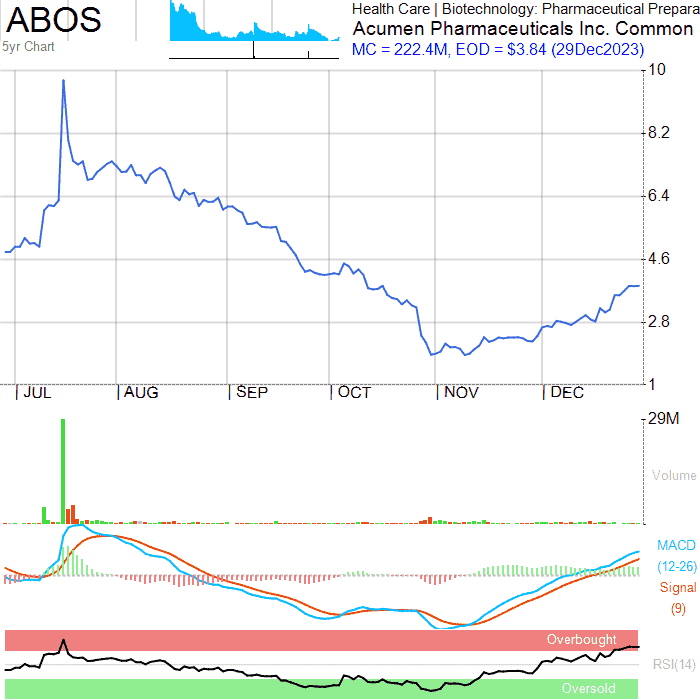 ABOS
5yr Chart
Health Care | Biotechnology: Pharmaceutical Prepara
Acumen Pharmaceuticals Inc. Common
MC = 222.4M, EOD = $3.84 (29Dec2023)
10
8.2
6.4
4.6
2.8
1
JUL AUG SEP OCT NOV DEC
29M
Volume
MACD
(12-26)
Signal
(9)
Overbought
RSI(14)
Oversold